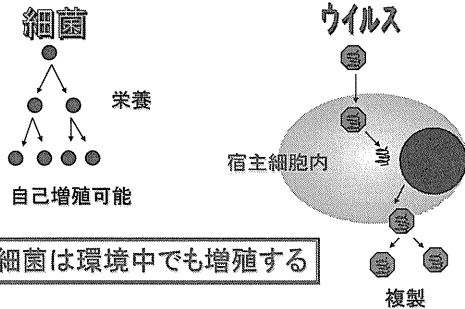 細菌
栄養
自己増殖可能
細菌は環境中でも増殖する
ウイルス
宿主細胞内
複製